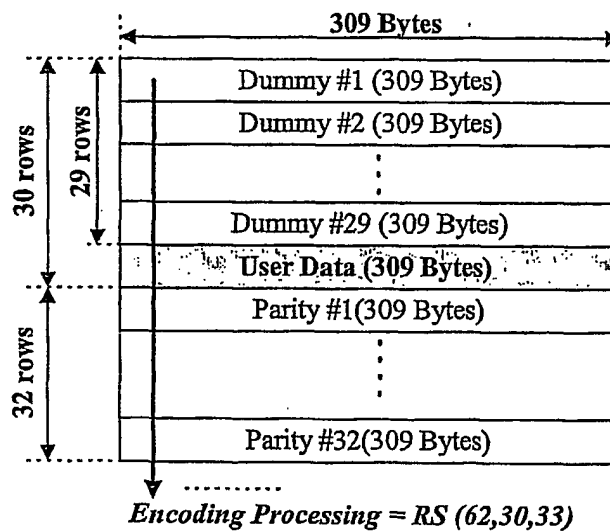 309 Bytes
30 rows
29 rows
Dummy #1 (309 Bytes)
Dummy #2 (309 Bytes)
Dummy #29 (309 Bytes)
User Data (309 Bytes)
32 rows
Parity #1(309 Bytes)
Parity #32(309 Bytes)
Encoding Processing = RS (62,30,33)